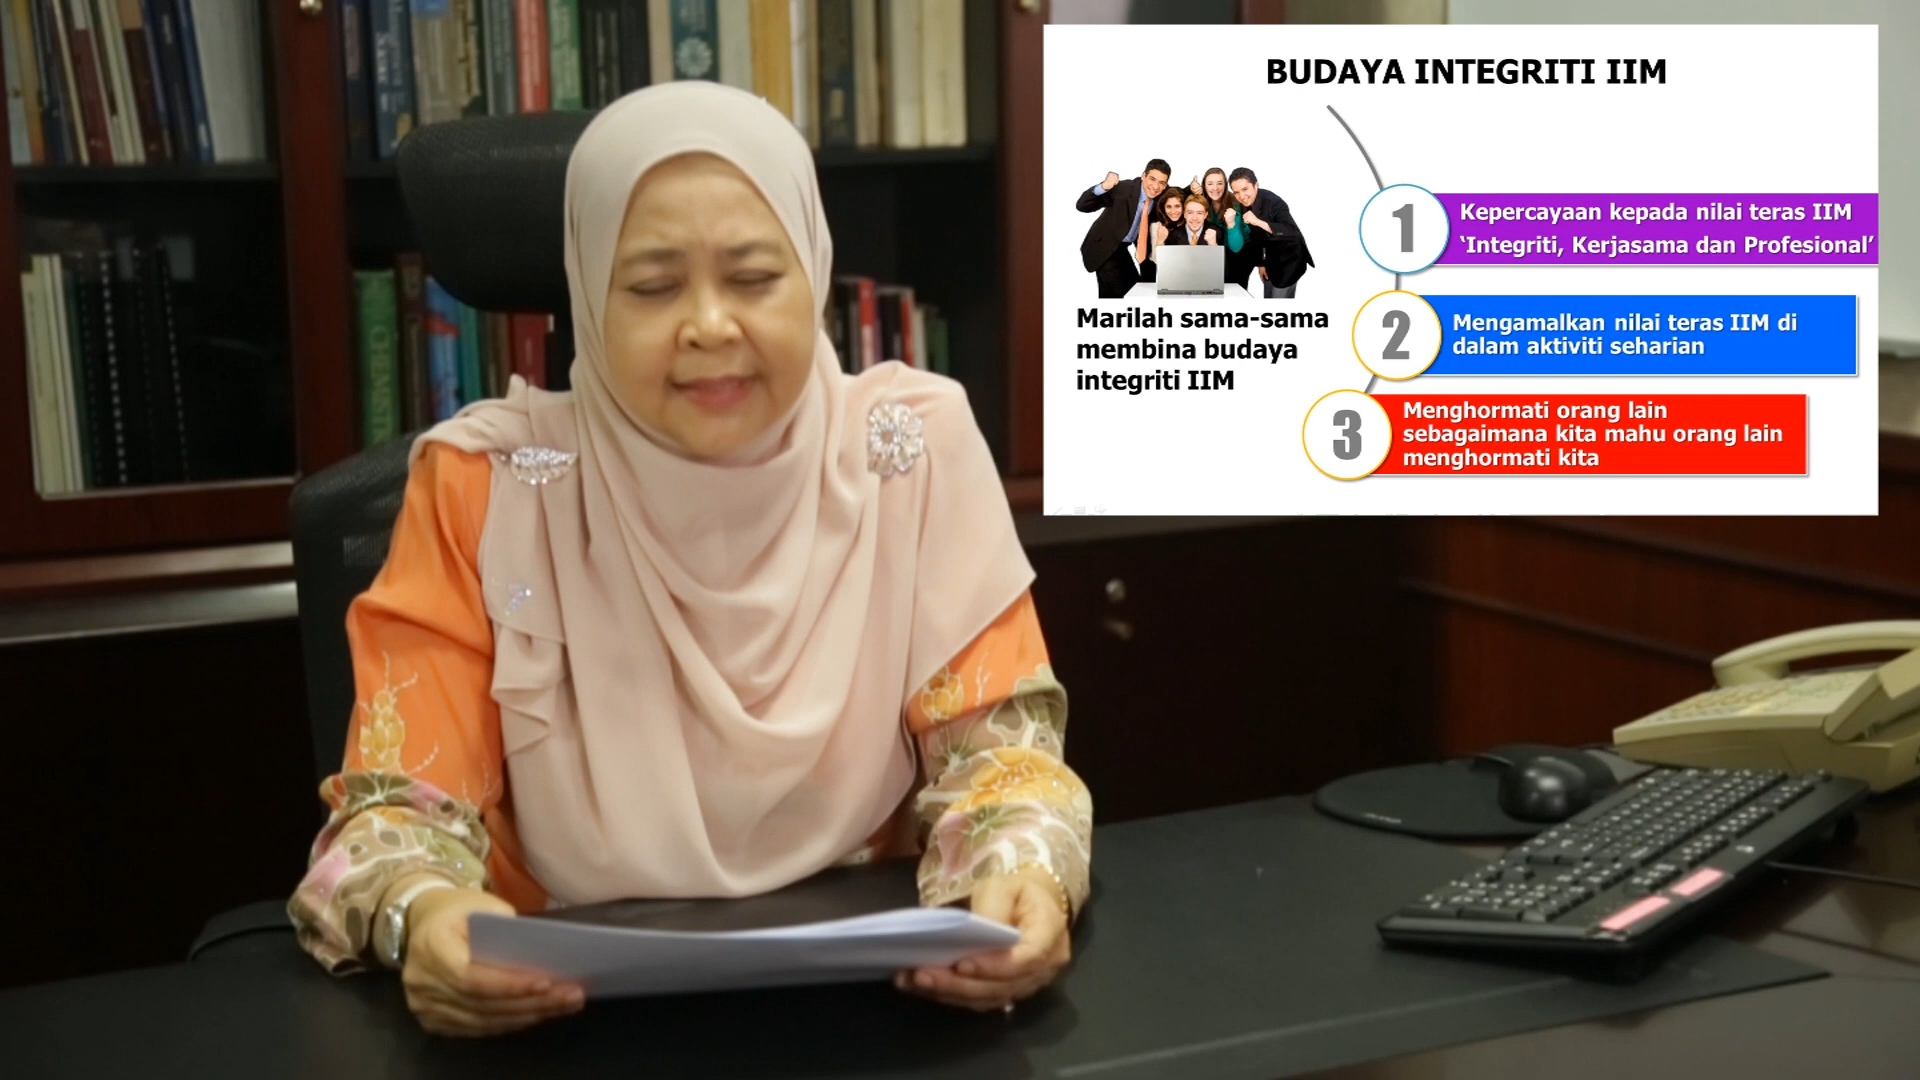 BUDAYA INTEGRITI IIM
Marilah sama-sama
membina budaya
integriti IIM
1
Kepercayaan kepada nilai teras IIM
‘Integriti, Kerjasama dan Profesional’
2
Mengamalkan nilai teras IIM di
dalam aktiviti seharian
3
Menghormati orang lain
sebagaimana kita mahu orang lain
menghormati kita